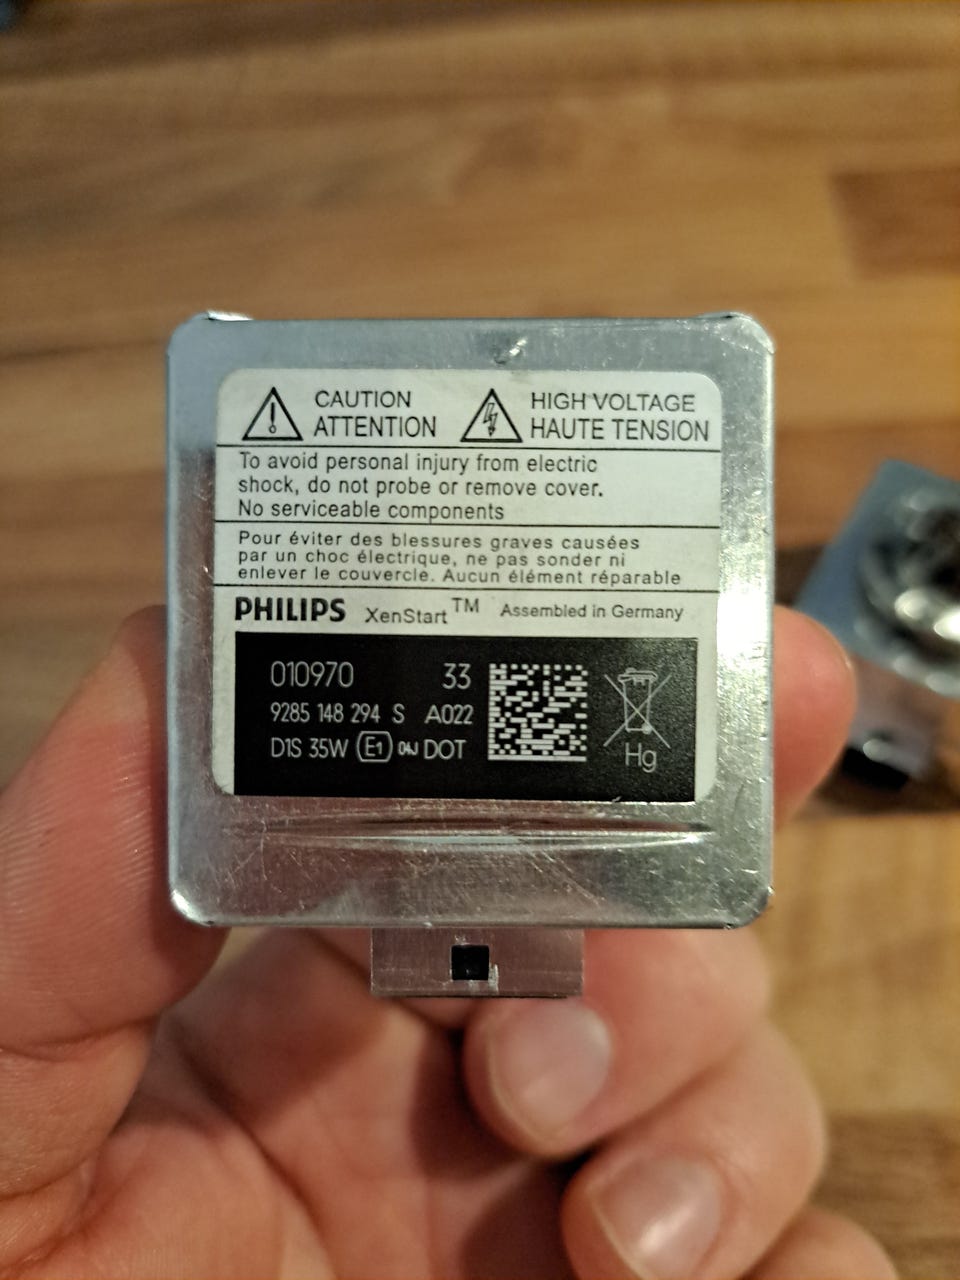 CAUTION HIGH VOLTAGE
ATTENTION HAUTE TENSION
To avoid personal injury from electric
shock, do not probe or remove cover.
No serviceable components
Pour éviter des blessures graves causées
par un choc électrique, ne pas sonder ni
enlever le couvercle. Aucun élément réparable
PHILIPS XenStart™ Assembled in Germany
010970 33
9285 148 294 S A022
D1S 35W E1 04J DOT
Hg